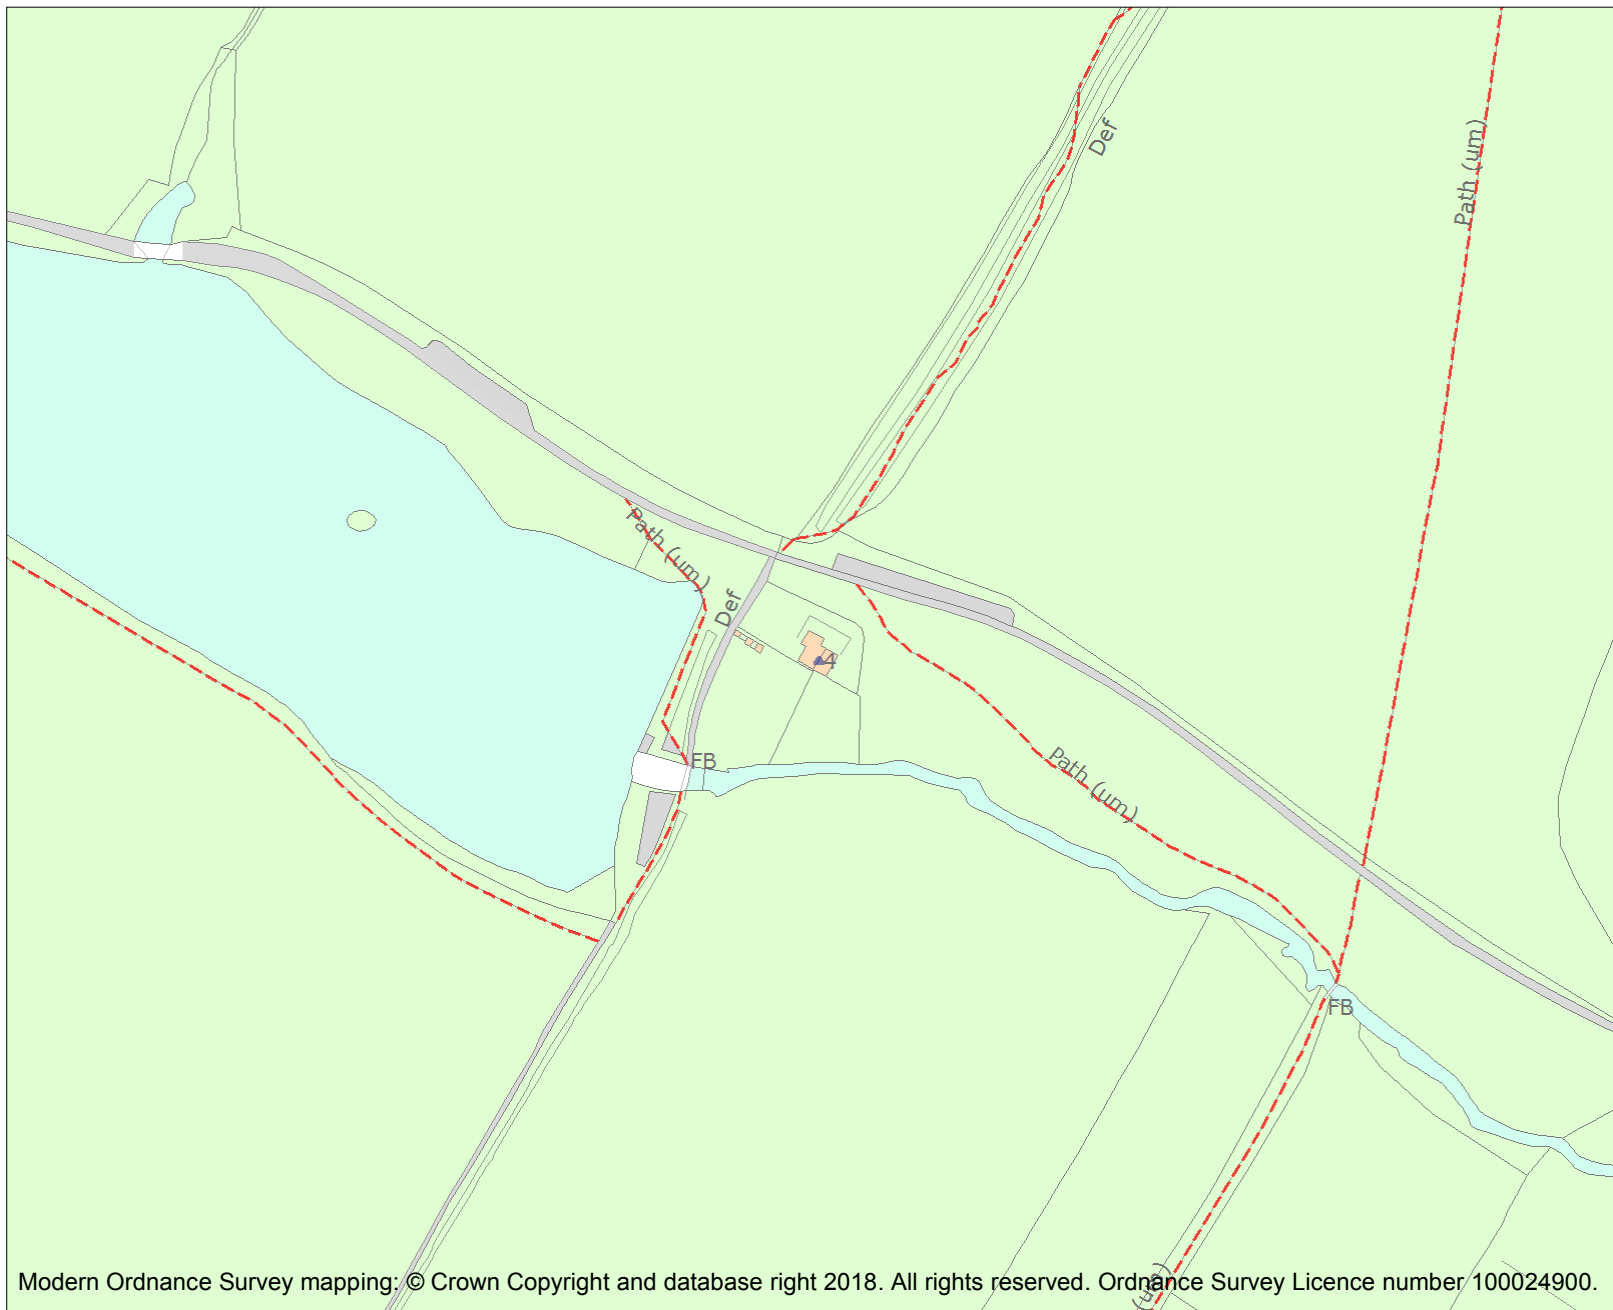 Def
Path (um)
Path (um)
Def
4
FB
Path (um)
FB
(um)
Modern Ordnance Survey mapping: © Crown Copyright and database right 2018. All rights reserved. Ordnance Survey Licence number 100024900.